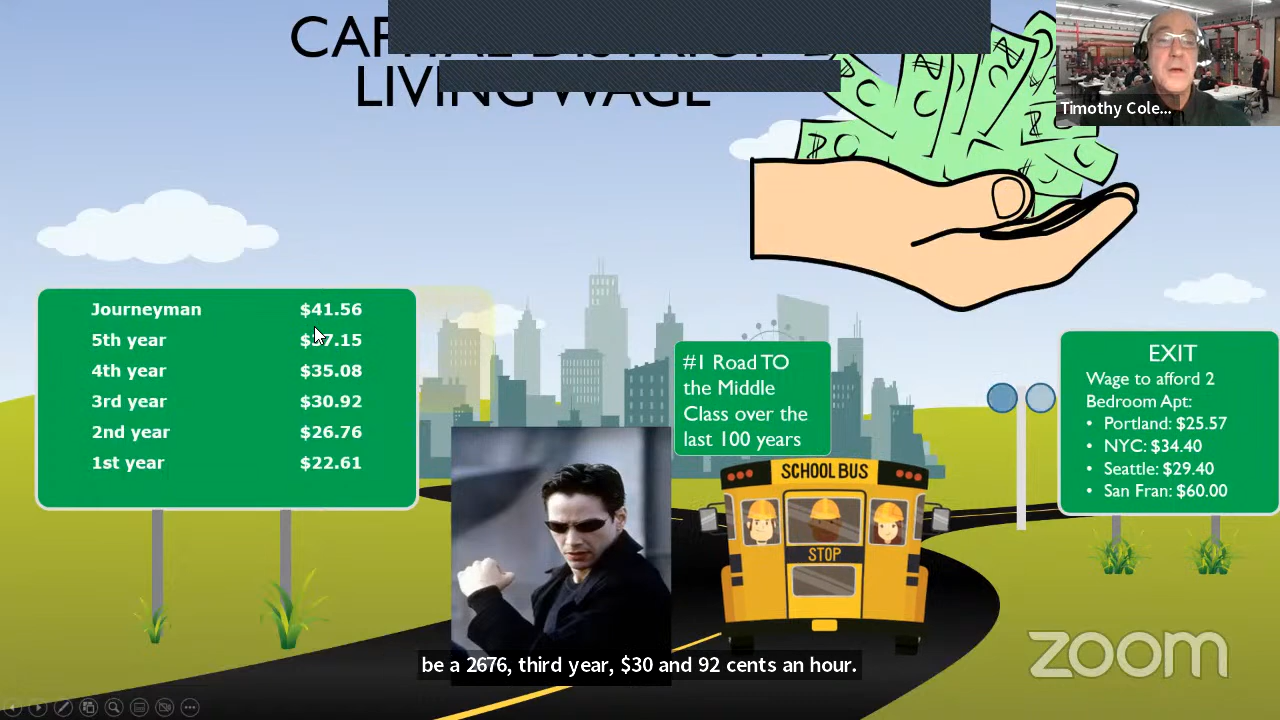 LIVING WAGE
Timothy Cole...
Journeyman $41.56
5th year $37.15
4th year $35.08
3rd year $30.92
2nd year $26.76
1st year $22.61
#1 Road TO
the Middle
Class over the
last 100 years
EXIT
Wage to afford 2
Bedroom Apt:
• Portland: $25.57
• NYC: $34.40
• Seattle: $29.40
• San Fran: $60.00
SCHOOL BUS
STOP
be a 2676, third year, $30 and 92 cents an hour.
zoom